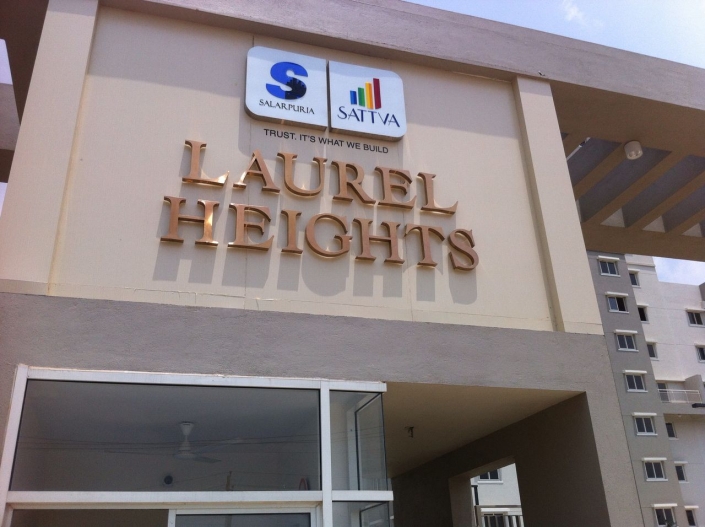 SALARPURIA
SATTVA
TRUST. IT'S WHAT WE BUILD
LAUREL
HEIGHTS